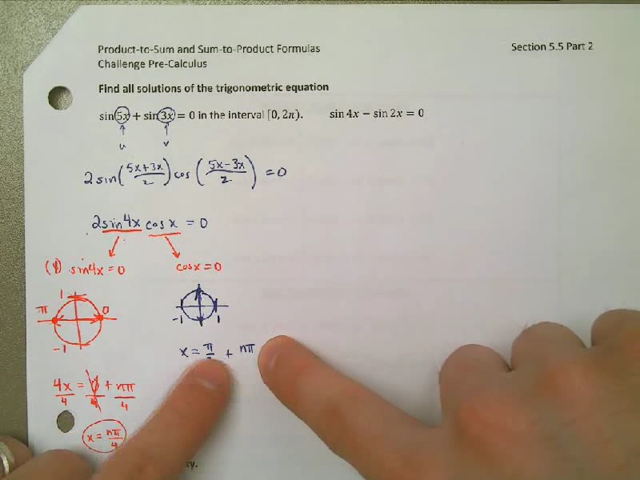 Product-to-Sum and Sum-to-Product Formulas
Section 5.5 Part 2
Challenge Pre-Calculus
Find all solutions of the trigonometric equation
sin 5x + sin 3x = 0 in the interval [0, 2π).
sin 4x − sin 2x = 0
u v
2 sin (5x+3x/2) cos (5x−3x/2) = 0
2 sin 4x cos x = 0
sin4x = 0
cos x = 0
π 1 0 −1
−1 1
x = π/ + nπ
4x/4 = 0/4 + nπ/4
x = nπ/4